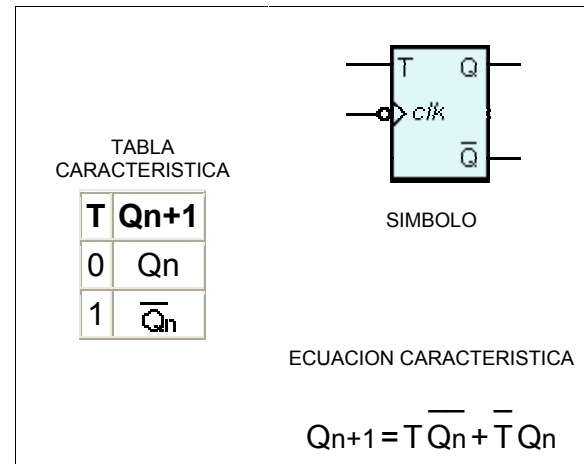 T Q
clk
Q̅
SIMBOLO
TABLA
CARACTERISTICA
T Qn+1
0 Qn
1 Q̅n
ECUACION CARACTERISTICA
Qn+1 = T Q̅n̅ + T̅ Qn